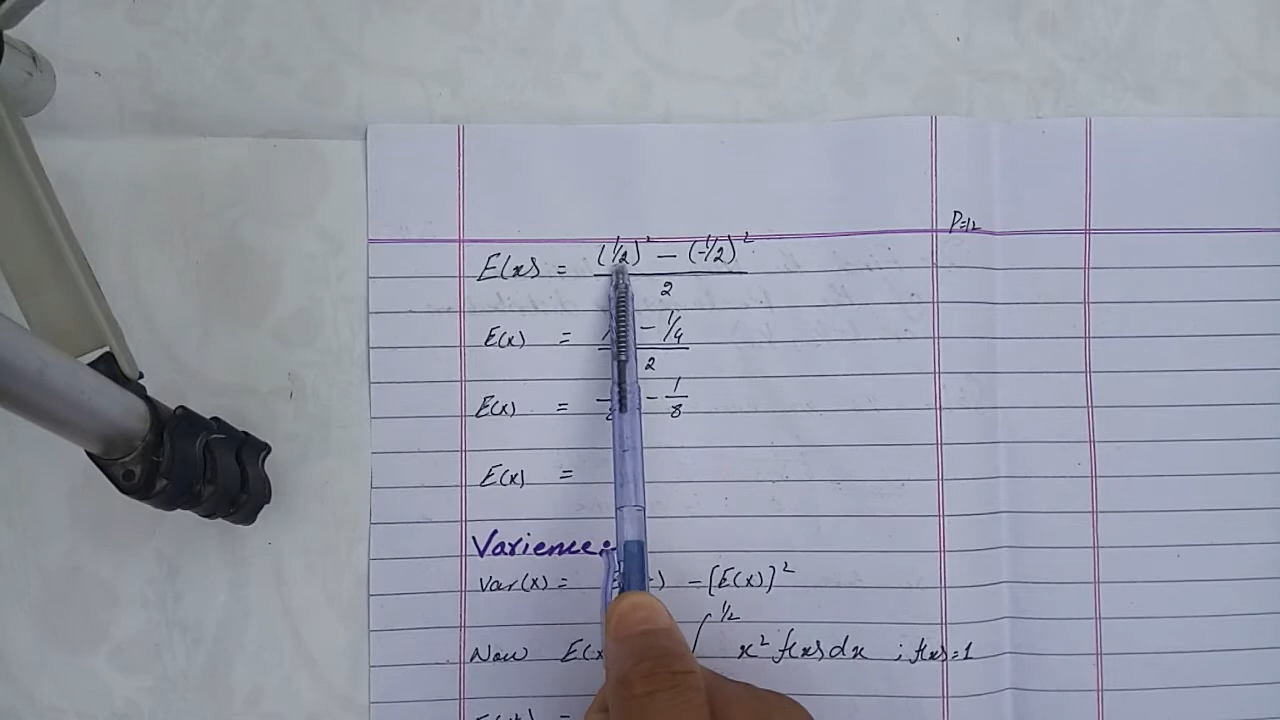 P=12
E(x) = (1/2)² − (-1/2)² / 2
E(x) = − 1/4 / 2
E(x) = − 1/8
E(x) =
Varience:
Var(x) = − [E(x)]²
Now E(x ∫ 1/2 x² f(x) dx ; f(x)=1